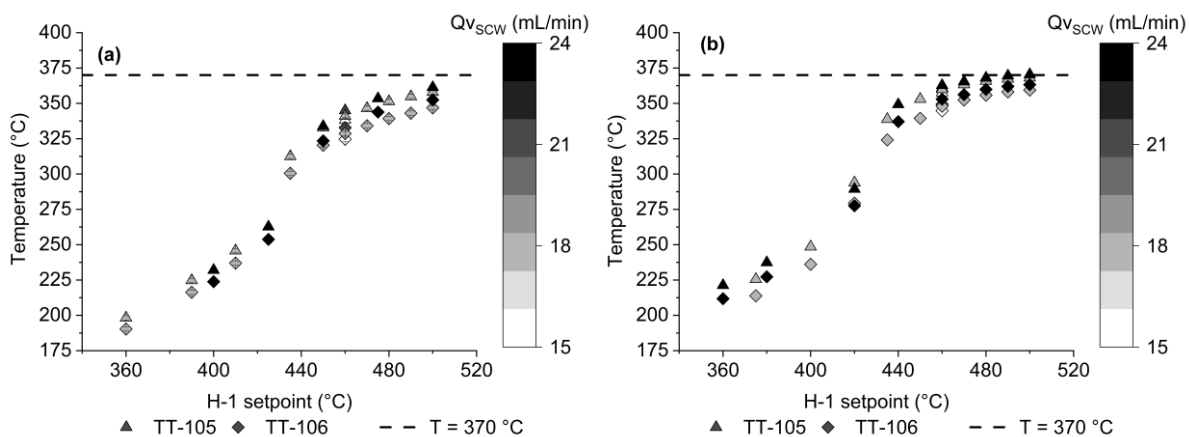 Qv_SCW (mL/min)
400
375
350
325
300
275
250
225
200
175
Temperature (°C)
(a)
24
21
18
15
360 400 440 480 520
H-1 setpoint (°C)
TT-105 TT-106 T = 370 °C
Qv_SCW (mL/min)
400
375
350
325
300
275
250
225
200
175
Temperature (°C)
(b)
24
21
18
15
360 400 440 480 520
H-1 setpoint (°C)
TT-105 TT-106 T = 370 °C